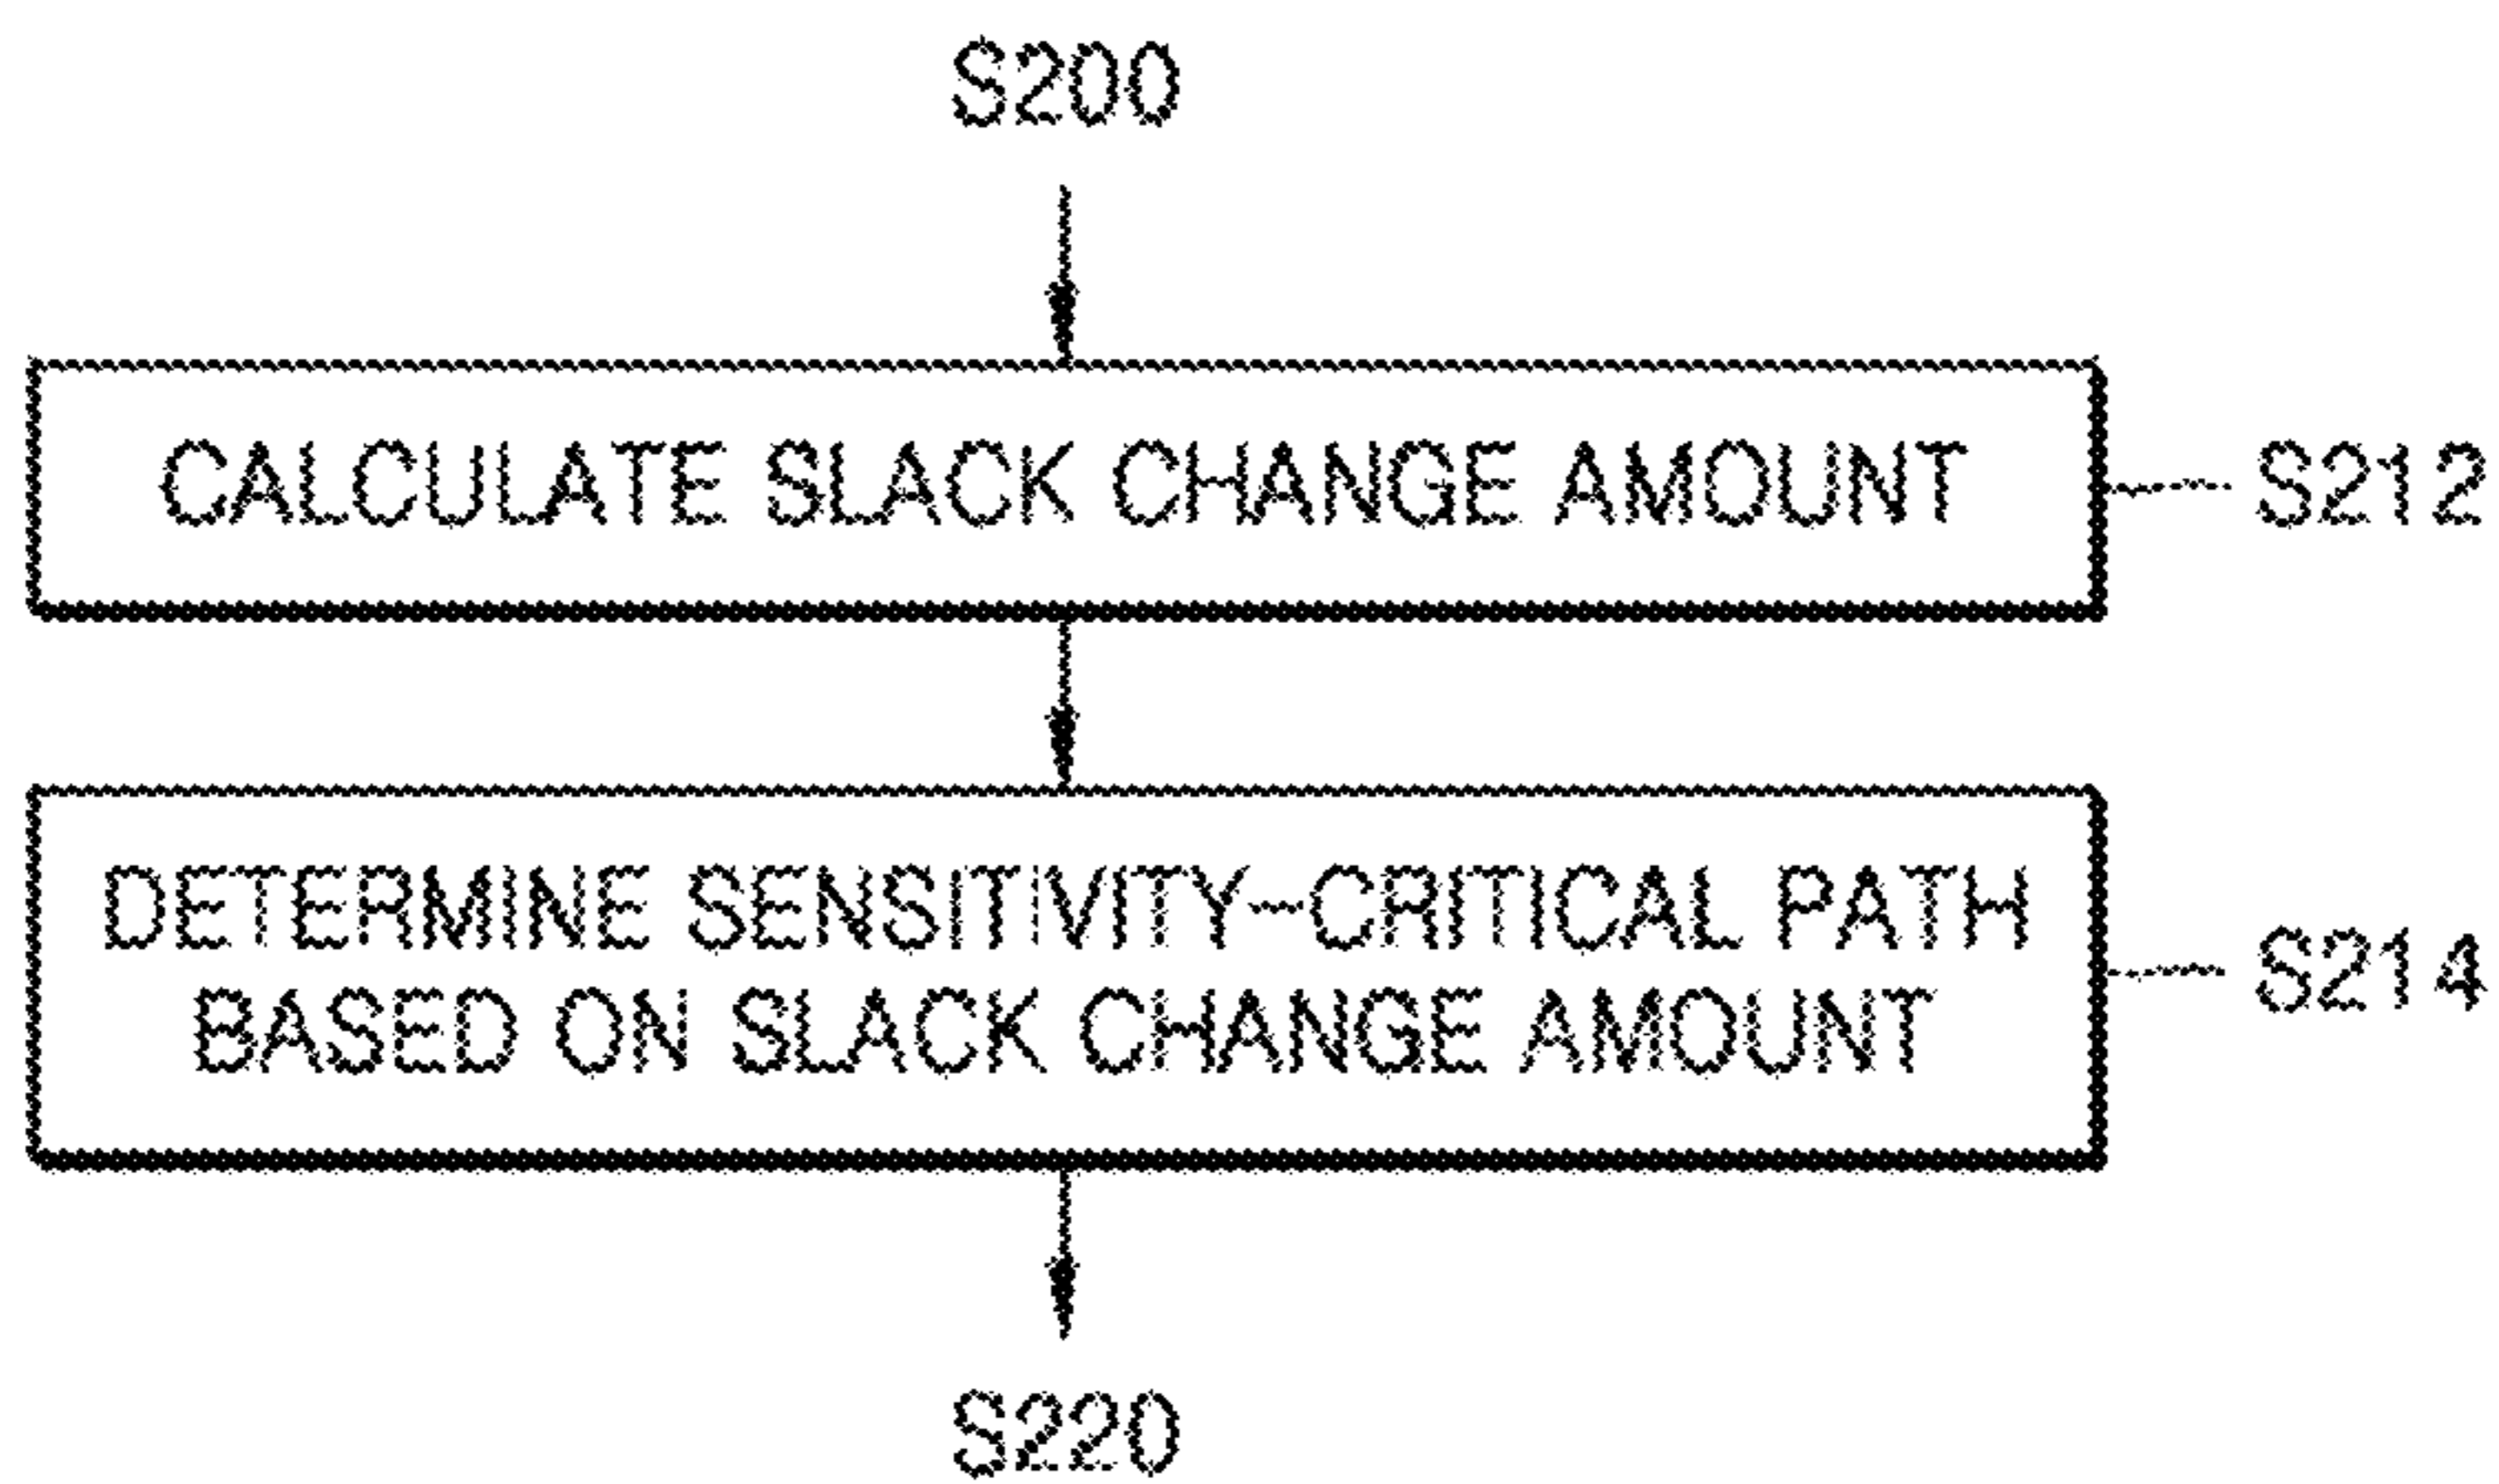 S200
CALCULATE SLACK CHANGE AMOUNT
S212
DETERMINE SENSITIVITY-CRITICAL PATH
BASED ON SLACK CHANGE AMOUNT
S214
S220